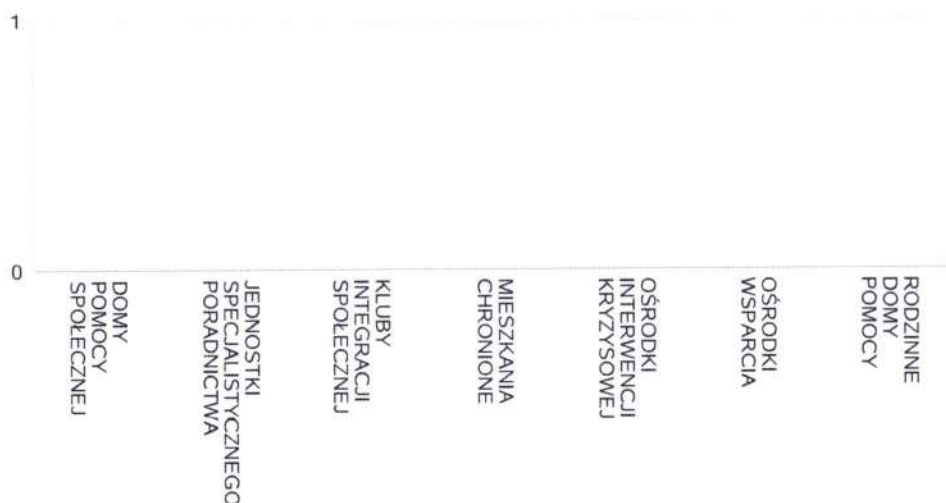 1
0
DOMY
POMOCY
SPOŁECZNEJ
JEDNOSTKI
SPECJALISTYCZNEGO
PORADNICTWA
KLUBY
INTEGRACJI
SPOŁECZNEJ
MIESZKANIA
CHRONIONE
OŚRODKI
INTERWENCJI
KRYZYSOWEJ
OŚRODKI
WSPARCIA
RODZINNE
DOMY
POMOCY